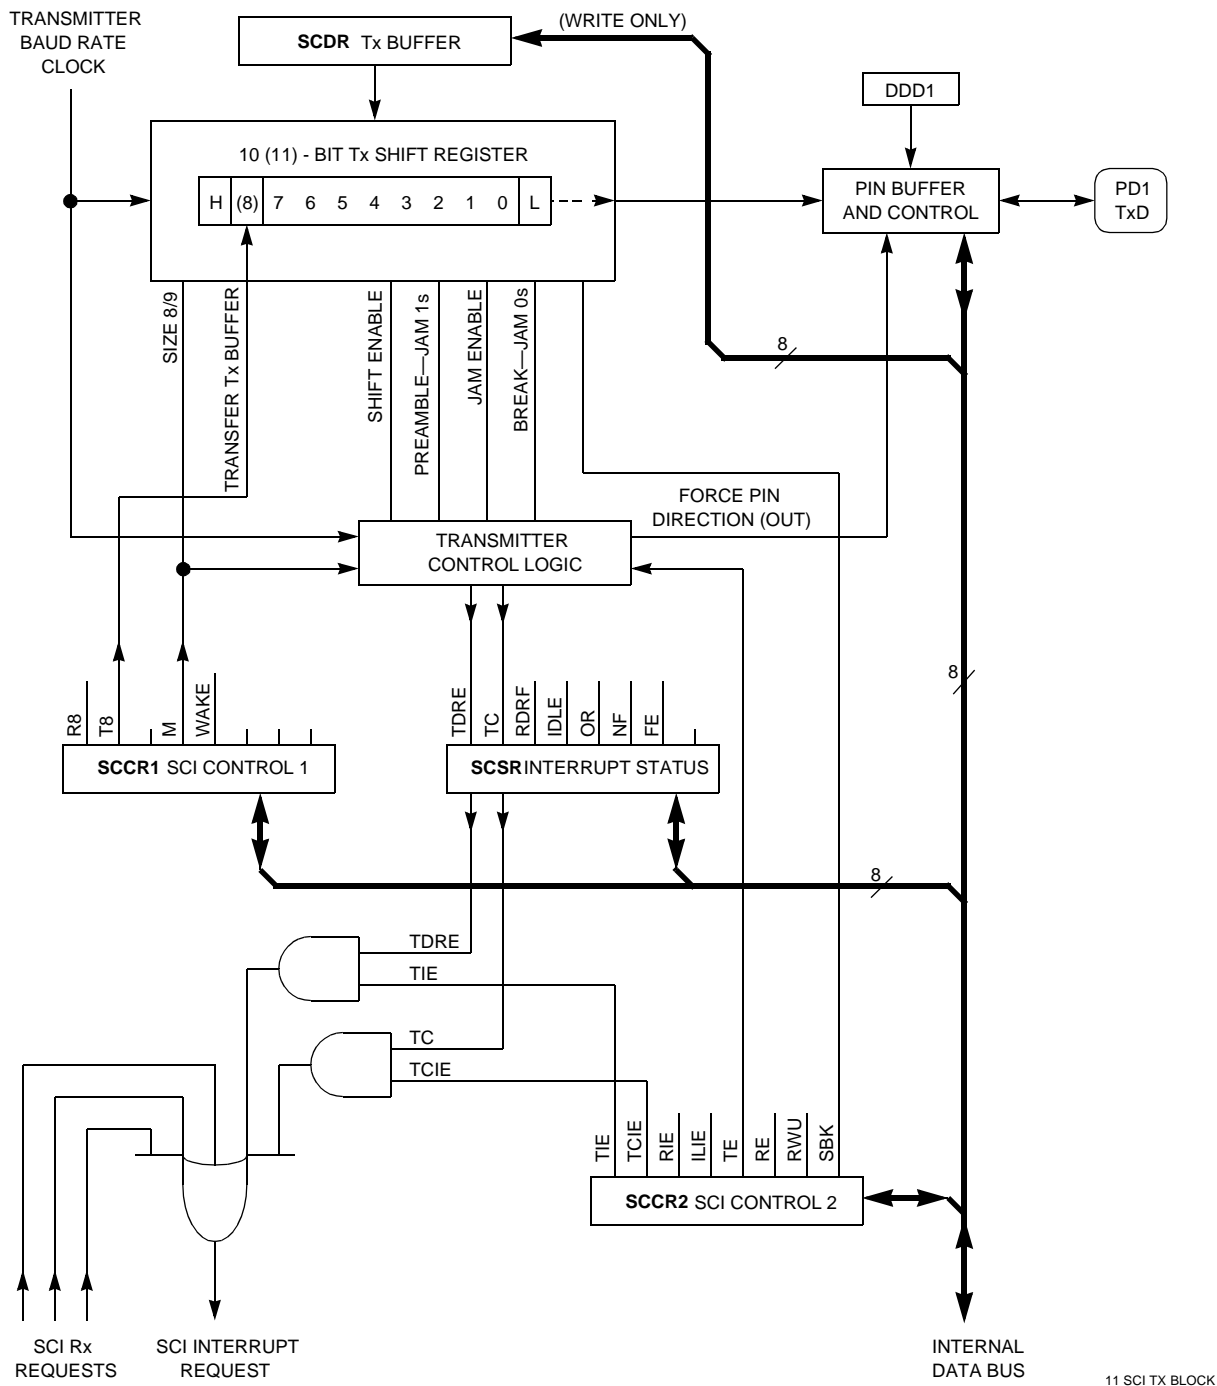 TRANSMITTER
BAUD RATE
CLOCK
SCDR Tx BUFFER
(WRITE ONLY)
DDD1
10 (11) - BIT Tx SHIFT REGISTER
H (8) 7 6 5 4 3 2 1 0 L
PIN BUFFER
AND CONTROL
PD1
TxD
SIZE 8/9
TRANSFER Tx BUFFER
SHIFT ENABLE
PREAMBLE—JAM 1s
JAM ENABLE
BREAK—JAM 0s
8
FORCE PIN
DIRECTION (OUT)
TRANSMITTER
CONTROL LOGIC
8
R8
T8
M
WAKE
TDRE
TC
RDRF
IDLE
OR
NF
FE
SCCR1 SCI CONTROL 1
SCSR INTERRUPT STATUS
8
TDRE
TIE
TC
TCIE
TIE
TCIE
RIE
ILIE
TE
RE
RWU
SBK
SCCR2 SCI CONTROL 2
SCI Rx
REQUESTS
SCI INTERRUPT
REQUEST
INTERNAL
DATA BUS
11 SCI TX BLOCK